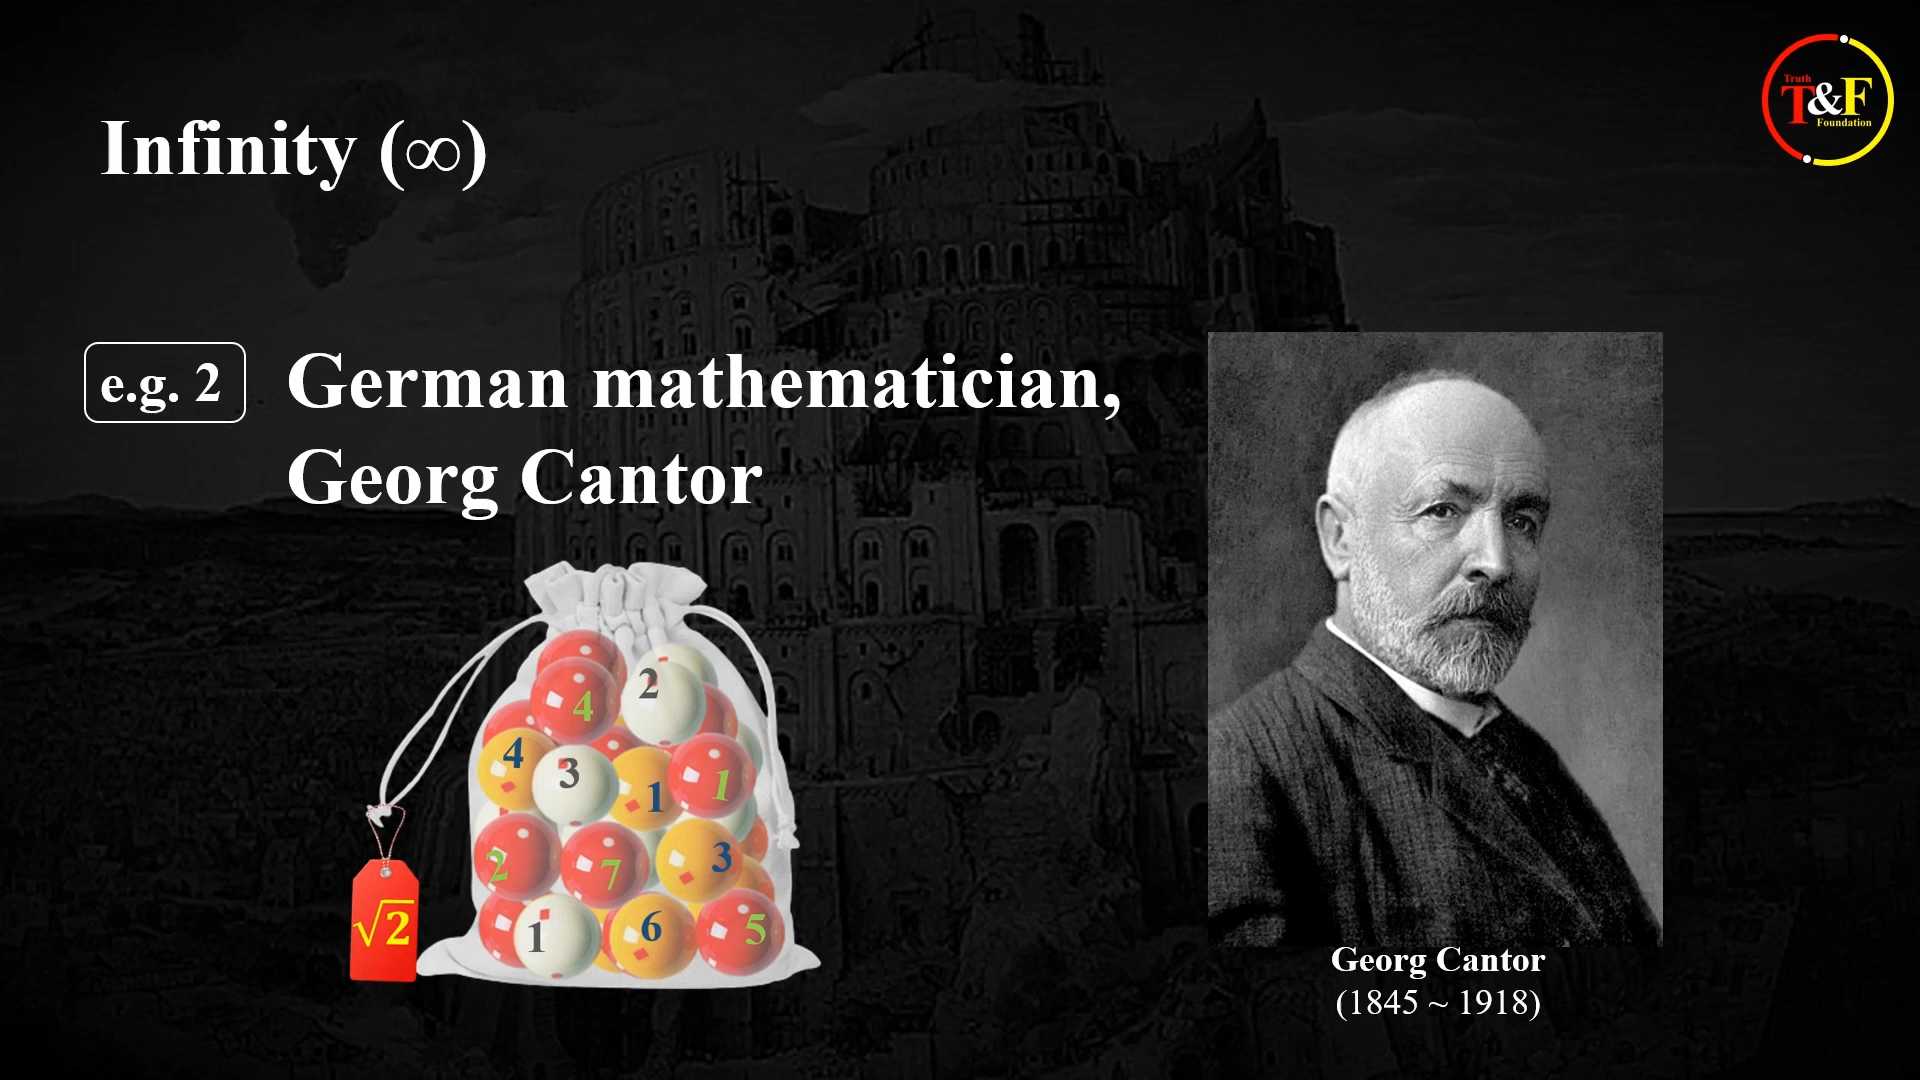 Infinity (∞)
Truth
T&F
Foundation
e.g. 2
German mathematician,
Georg Cantor
2
4
4
3
1
1
2
7
3
1
6
5
√2
Georg Cantor
(1845 ~ 1918)